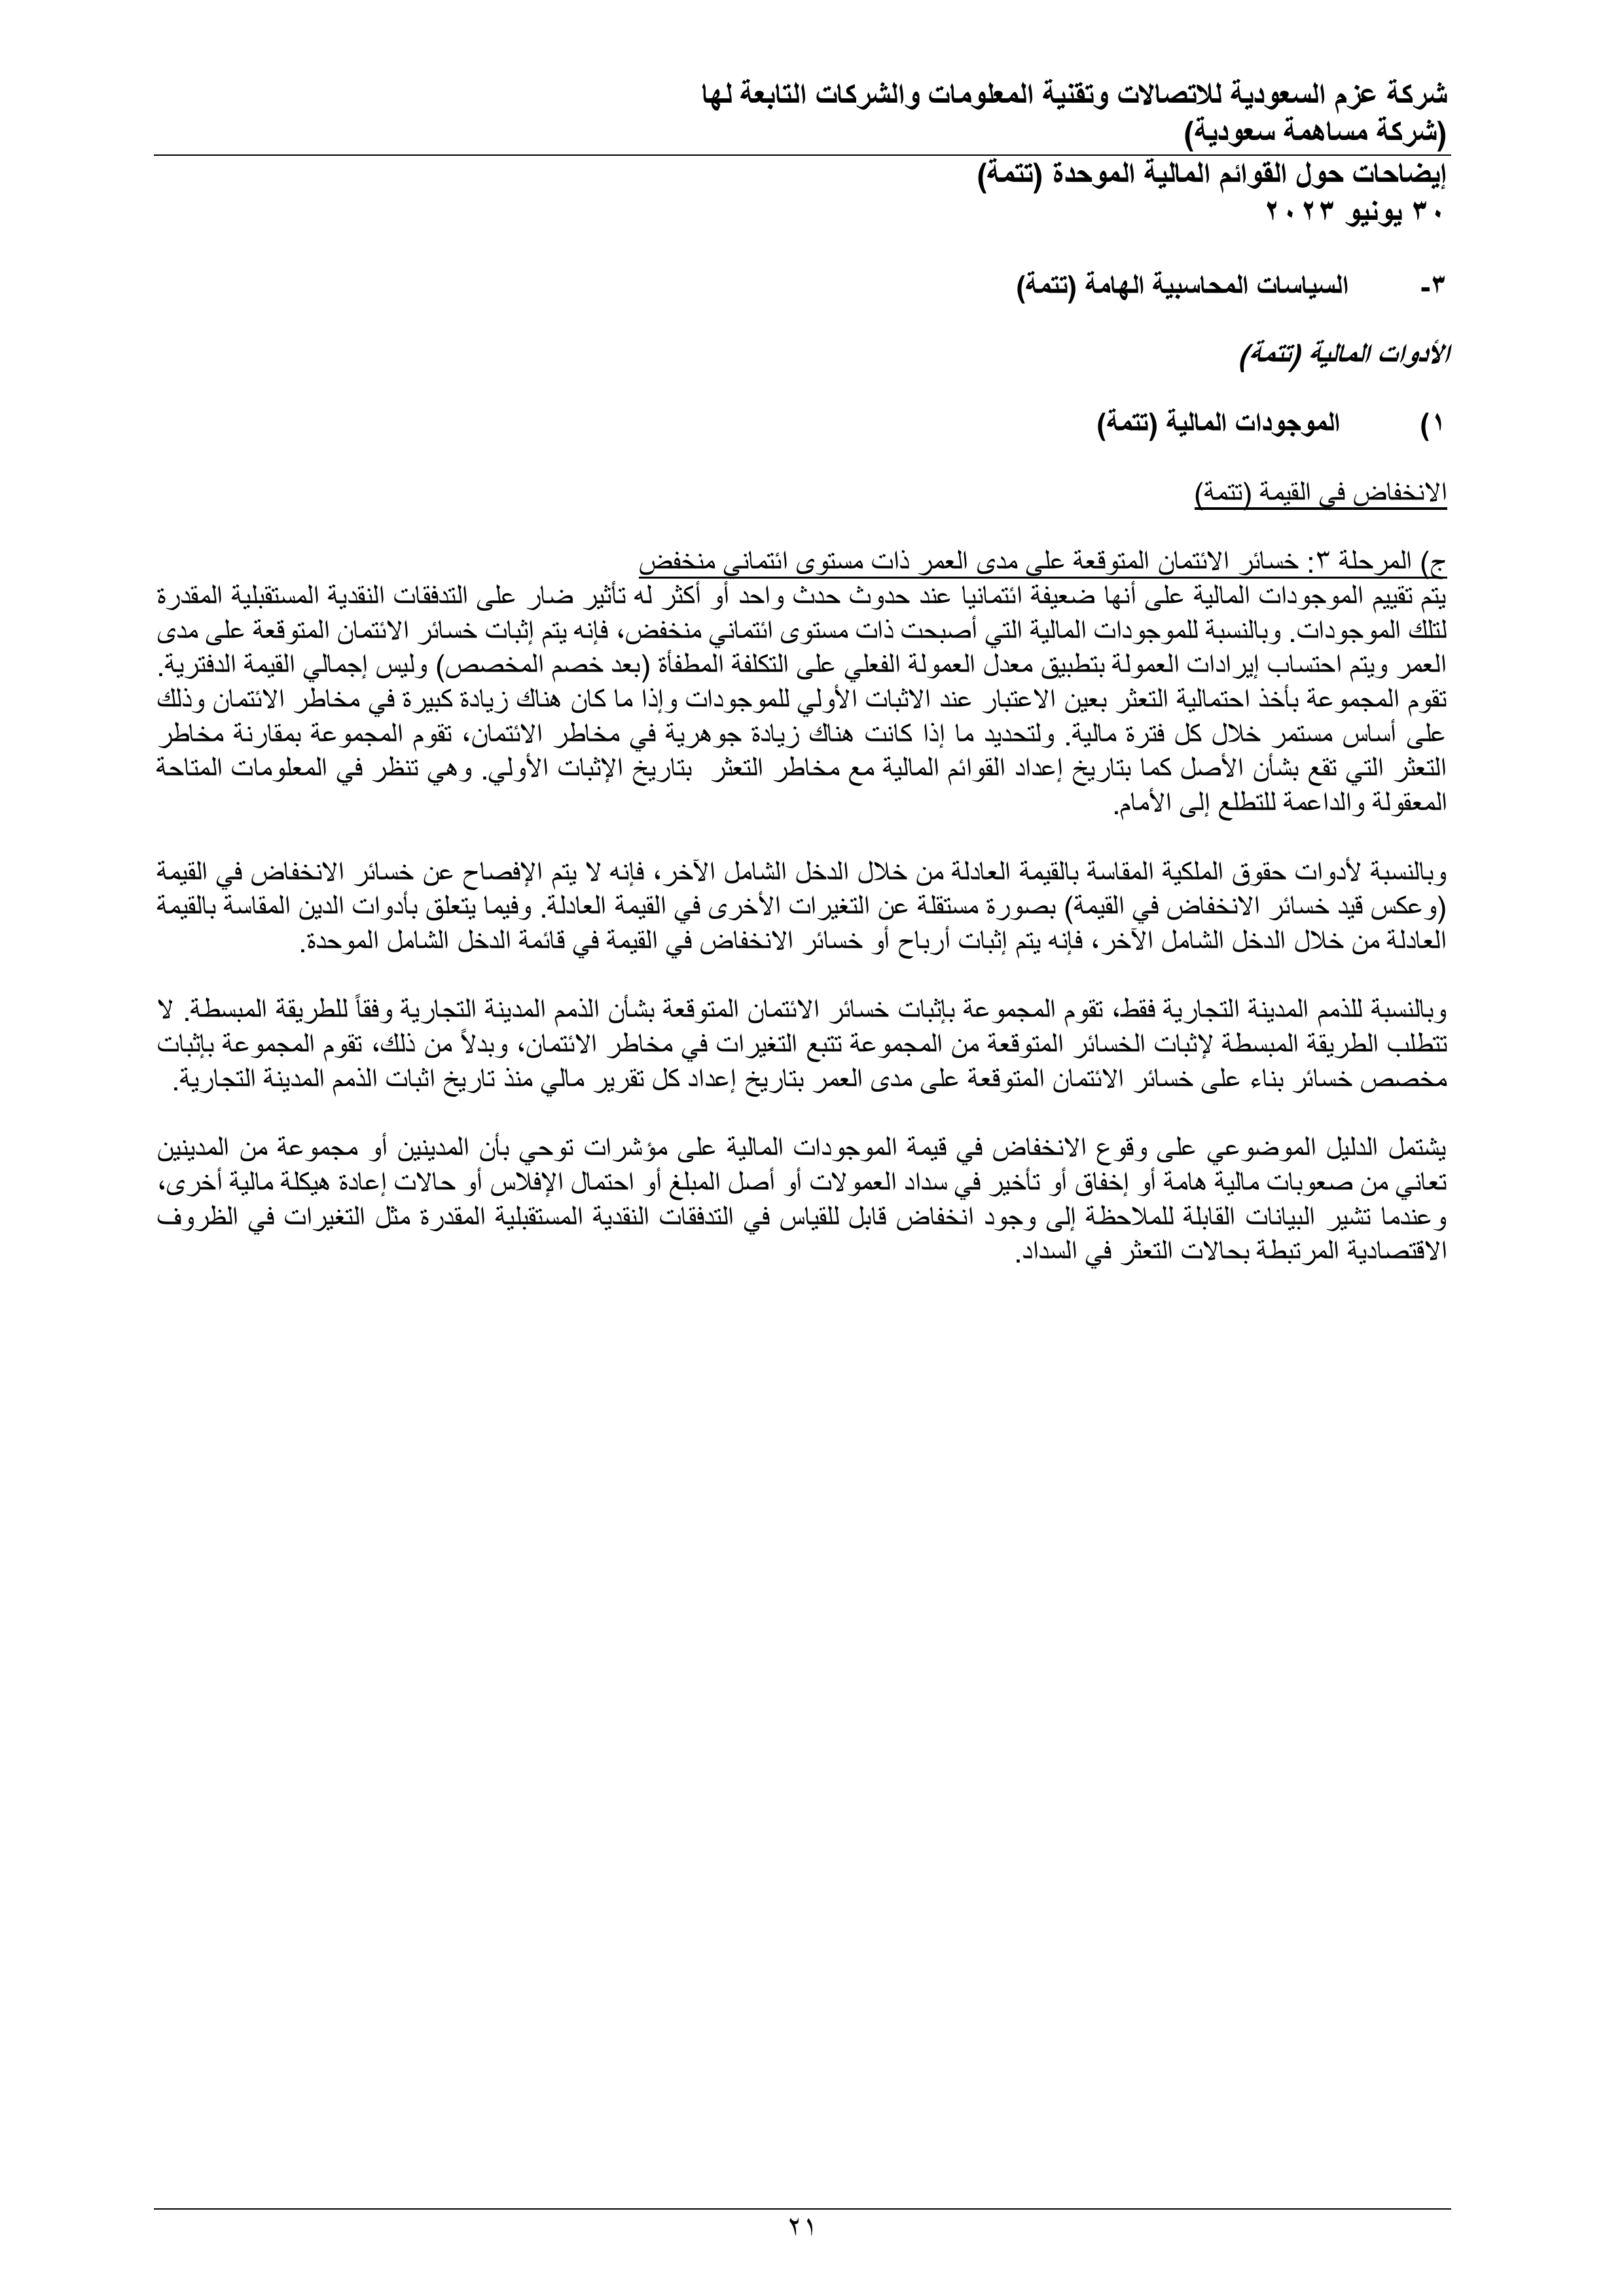 شركة عزم السعودية للاتصالات وتقنية المعلومات والشركات التابعة لها
(شركة مساهمة سعودية)
إيضاحات حول القوائم المالية الموحدة (تتمة)
٣٠ يونيو ٢٠٢٣
٣- السياسات المحاسبية الهامة (تتمة)
الأدوات المالية (تتمة)
١) الموجودات المالية (تتمة)
الانخفاض في القيمة (تتمة)
ج) المرحلة ٣: خسائر الائتمان المتوقعة على مدى العمر ذات مستوى ائتماني منخفض
يتم تقييم الموجودات المالية على أنها ضعيفة ائتمانيا عند حدوث حدث واحد أو أكثر له تأثير ضار على التدفقات النقدية المستقبلية المقدرة
لتلك الموجودات. وبالنسبة للموجودات المالية التي أصبحت ذات مستوى ائتماني منخفض، فإنه يتم إثبات خسائر الائتمان المتوقعة على مدى
العمر ويتم احتساب إيرادات العمولة بتطبيق معدل العمولة الفعلي على التكلفة المطفأة (بعد خصم المخصص) وليس إجمالي القيمة الدفترية.
تقوم المجموعة بأخذ احتمالية التعثر بعين الاعتبار عند الاثبات الأولي للموجودات وإذا ما كان هناك زيادة كبيرة في مخاطر الائتمان وذلك
على أساس مستمر خلال كل فترة مالية. ولتحديد ما إذا كانت هناك زيادة جوهرية في مخاطر الائتمان، تقوم المجموعة بمقارنة مخاطر
التعثر التي تقع بشأن الأصل كما بتاريخ إعداد القوائم المالية مع مخاطر التعثر بتاريخ الإثبات الأولي. وهي تنظر في المعلومات المتاحة
المعقولة والداعمة للتطلع إلى الأمام.
وبالنسبة لأدوات حقوق الملكية المقاسة بالقيمة العادلة من خلال الدخل الشامل الآخر، فإنه لا يتم الإفصاح عن خسائر الانخفاض في القيمة
(وعكس قيد خسائر الانخفاض في القيمة) بصورة مستقلة عن التغيرات الأخرى في القيمة العادلة. وفيما يتعلق بأدوات الدين المقاسة بالقيمة
العادلة من خلال الدخل الشامل الآخر، فإنه يتم إثبات أرباح أو خسائر الانخفاض في القيمة في قائمة الدخل الشامل الموحدة.
وبالنسبة للذمم المدينة التجارية فقط، تقوم المجموعة بإثبات خسائر الائتمان المتوقعة بشأن الذمم المدينة التجارية وفقاً للطريقة المبسطة. لا
تتطلب الطريقة المبسطة لإثبات الخسائر المتوقعة من المجموعة تتبع التغيرات في مخاطر الائتمان، وبدلاً من ذلك، تقوم المجموعة بإثبات
مخصص خسائر بناء على خسائر الائتمان المتوقعة على مدى العمر بتاريخ إعداد كل تقرير مالي منذ تاريخ اثبات الذمم المدينة التجارية.
يشتمل الدليل الموضوعي على وقوع الانخفاض في قيمة الموجودات المالية على مؤشرات توحي بأن المدينين أو مجموعة من المدينين
تعاني من صعوبات مالية هامة أو إخفاق أو تأخير في سداد العمولات أو أصل المبلغ أو احتمال الإفلاس أو حالات إعادة هيكلة مالية أخرى،
وعندما تشير البيانات القابلة للملاحظة إلى وجود انخفاض قابل للقياس في التدفقات النقدية المستقبلية المقدرة مثل التغيرات في الظروف
الاقتصادية المرتبطة بحالات التعثر في السداد.
٢١